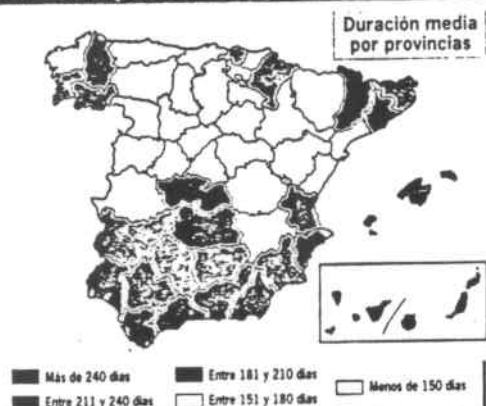 Duración media
por provincias
Más de 240 días
Entre 211 y 240 días
Entre 181 y 210 días
Entre 151 y 180 días
Menos de 150 días